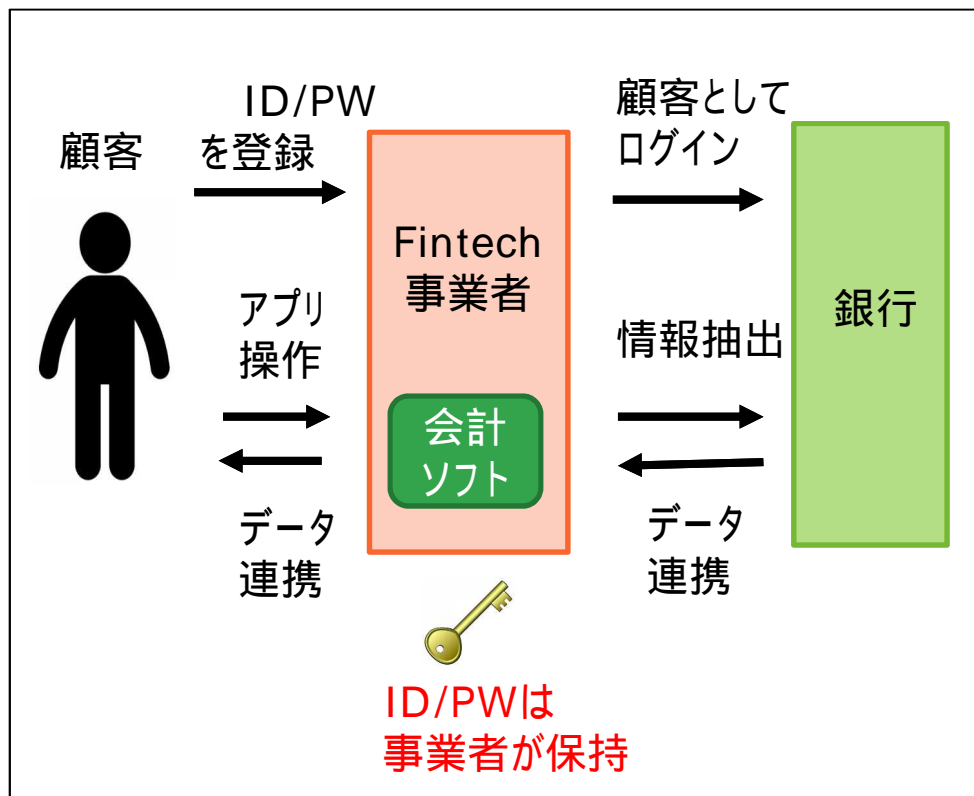 顧客
ID/PW
を登録
アプリ
操作
データ
連携
Fintech
事業者
会計
ソフト
顧客として
ログイン
情報抽出
データ
連携
銀行
ID/PWは
事業者が保持